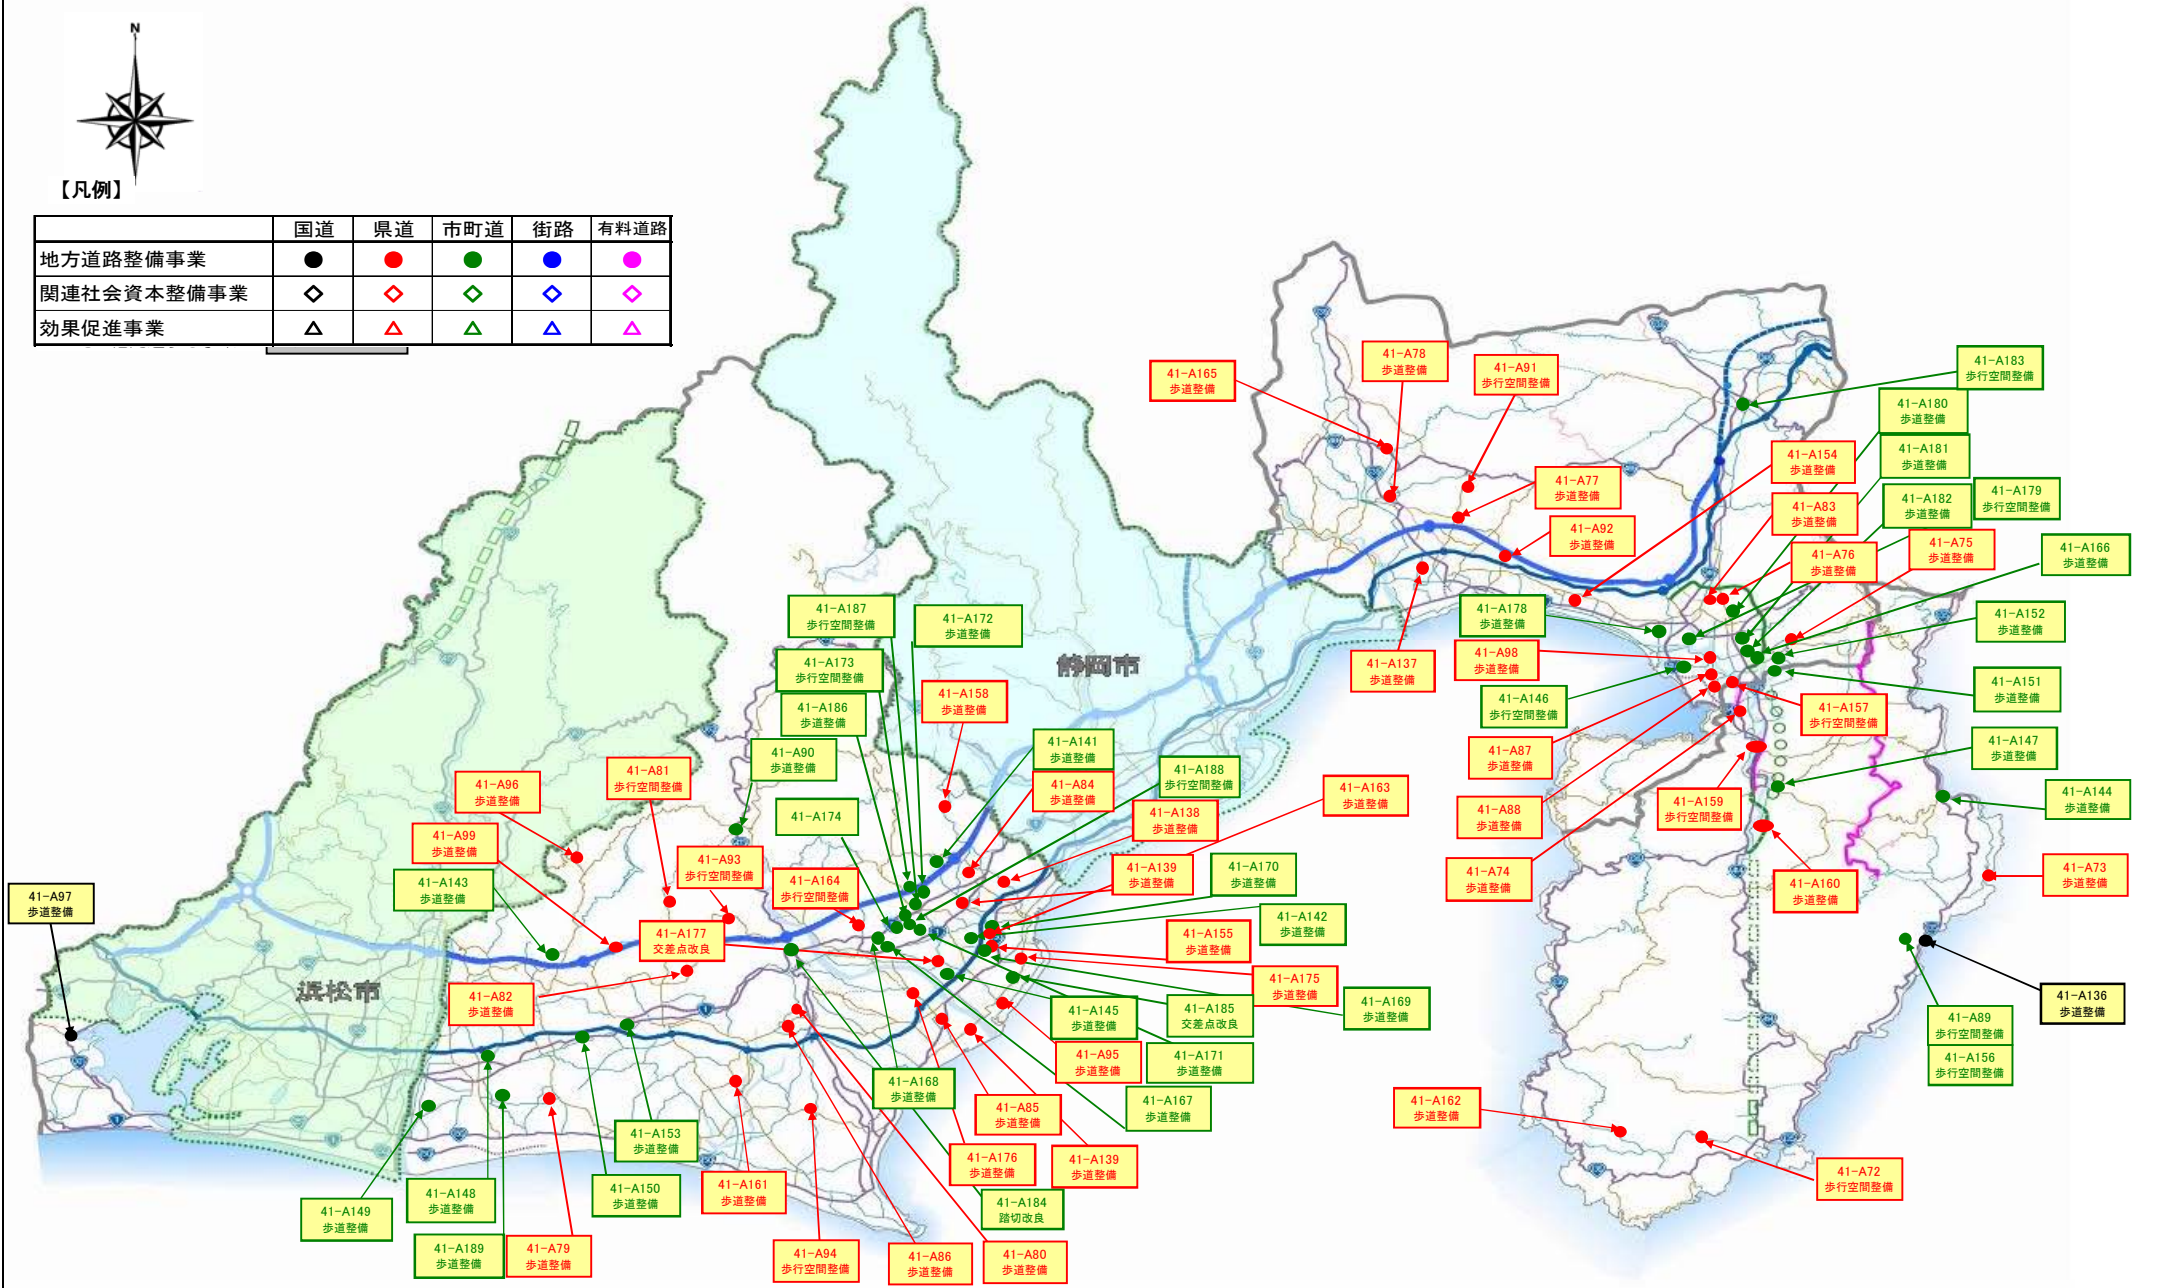 N
【凡例】
国道 県道 市町道 街路 有料道路
地方道路整備事業
関連社会資本整備事業
効果促進事業
静岡市
浜松市
41-A165
歩道整備
41-A78
歩道整備
41-A91
歩行空間整備
41-A77
歩道整備
41-A92
歩道整備
41-A137
歩道整備
41-A183
歩行空間整備
41-A180
歩道整備
41-A181
歩道整備
41-A154
歩道整備
41-A83
歩道整備
41-A182
歩道整備
41-A179
歩行空間整備
41-A76
歩道整備
41-A75
歩道整備
41-A166
歩道整備
41-A178
歩道整備
41-A152
歩道整備
41-A98
歩道整備
41-A151
歩道整備
41-A146
歩行空間整備
41-A157
歩行空間整備
41-A87
歩道整備
41-A147
歩道整備
41-A88
歩道整備
41-A159
歩行空間整備
41-A144
歩道整備
41-A74
歩道整備
41-A160
歩道整備
41-A73
歩道整備
41-A136
歩道整備
41-A89
歩行空間整備
41-A156
歩行空間整備
41-A162
歩道整備
41-A72
歩行空間整備
41-A187
歩行空間整備
41-A172
歩道整備
41-A173
歩行空間整備
41-A186
歩道整備
41-A158
歩道整備
41-A90
歩道整備
41-A141
歩道整備
41-A84
歩道整備
41-A188
歩行空間整備
41-A163
歩道整備
41-A81
歩行空間整備
41-A96
歩道整備
41-A174
41-A138
歩道整備
41-A99
歩道整備
41-A93
歩行空間整備
41-A164
歩行空間整備
41-A139
歩道整備
41-A170
歩道整備
41-A143
歩道整備
41-A97
歩道整備
41-A142
歩道整備
41-A177
交差点改良
41-A155
歩道整備
41-A175
歩道整備
41-A82
歩道整備
41-A145
歩道整備
41-A185
交差点改良
41-A169
歩道整備
41-A95
歩道整備
41-A171
歩道整備
41-A168
歩道整備
41-A85
歩道整備
41-A167
歩道整備
41-A153
歩道整備
41-A176
歩道整備
41-A139
歩道整備
41-A161
歩道整備
41-A150
歩道整備
41-A148
歩道整備
41-A149
歩道整備
41-A184
踏切改良
41-A189
歩道整備
41-A79
歩道整備
41-A94
歩行空間整備
41-A86
歩道整備
41-A80
歩道整備